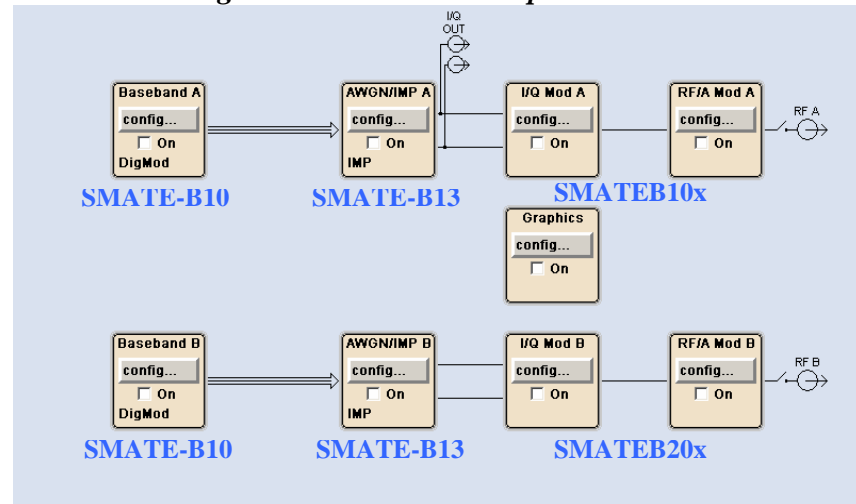 I/Q
OUT
Baseband A
config...
On
DigMod
AWGN/IMP A
config...
On
IMP
I/Q Mod A
config...
On
RF/A Mod A
config...
On
RF A
SMATE-B10
SMATE-B13
SMATEB10x
Graphics
config...
On
Baseband B
config...
On
DigMod
AWGN/IMP B
config...
On
IMP
I/Q Mod B
config...
On
RF/A Mod B
config...
On
RF B
SMATE-B10
SMATE-B13
SMATEB20x